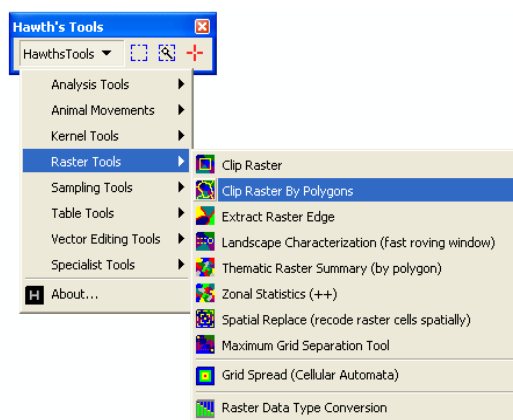 Hawth's Tools
HawthsTools
Analysis Tools
Animal Movements
Kernel Tools
Raster Tools
Sampling Tools
Table Tools
Vector Editing Tools
Specialist Tools
H About...
Clip Raster
Clip Raster By Polygons
Extract Raster Edge
Landscape Characterization (fast roving window)
Thematic Raster Summary (by polygon)
Zonal Statistics (++)
Spatial Replace (recode raster cells spatially)
Maximum Grid Separation Tool
Grid Spread (Cellular Automata)
Raster Data Type Conversion